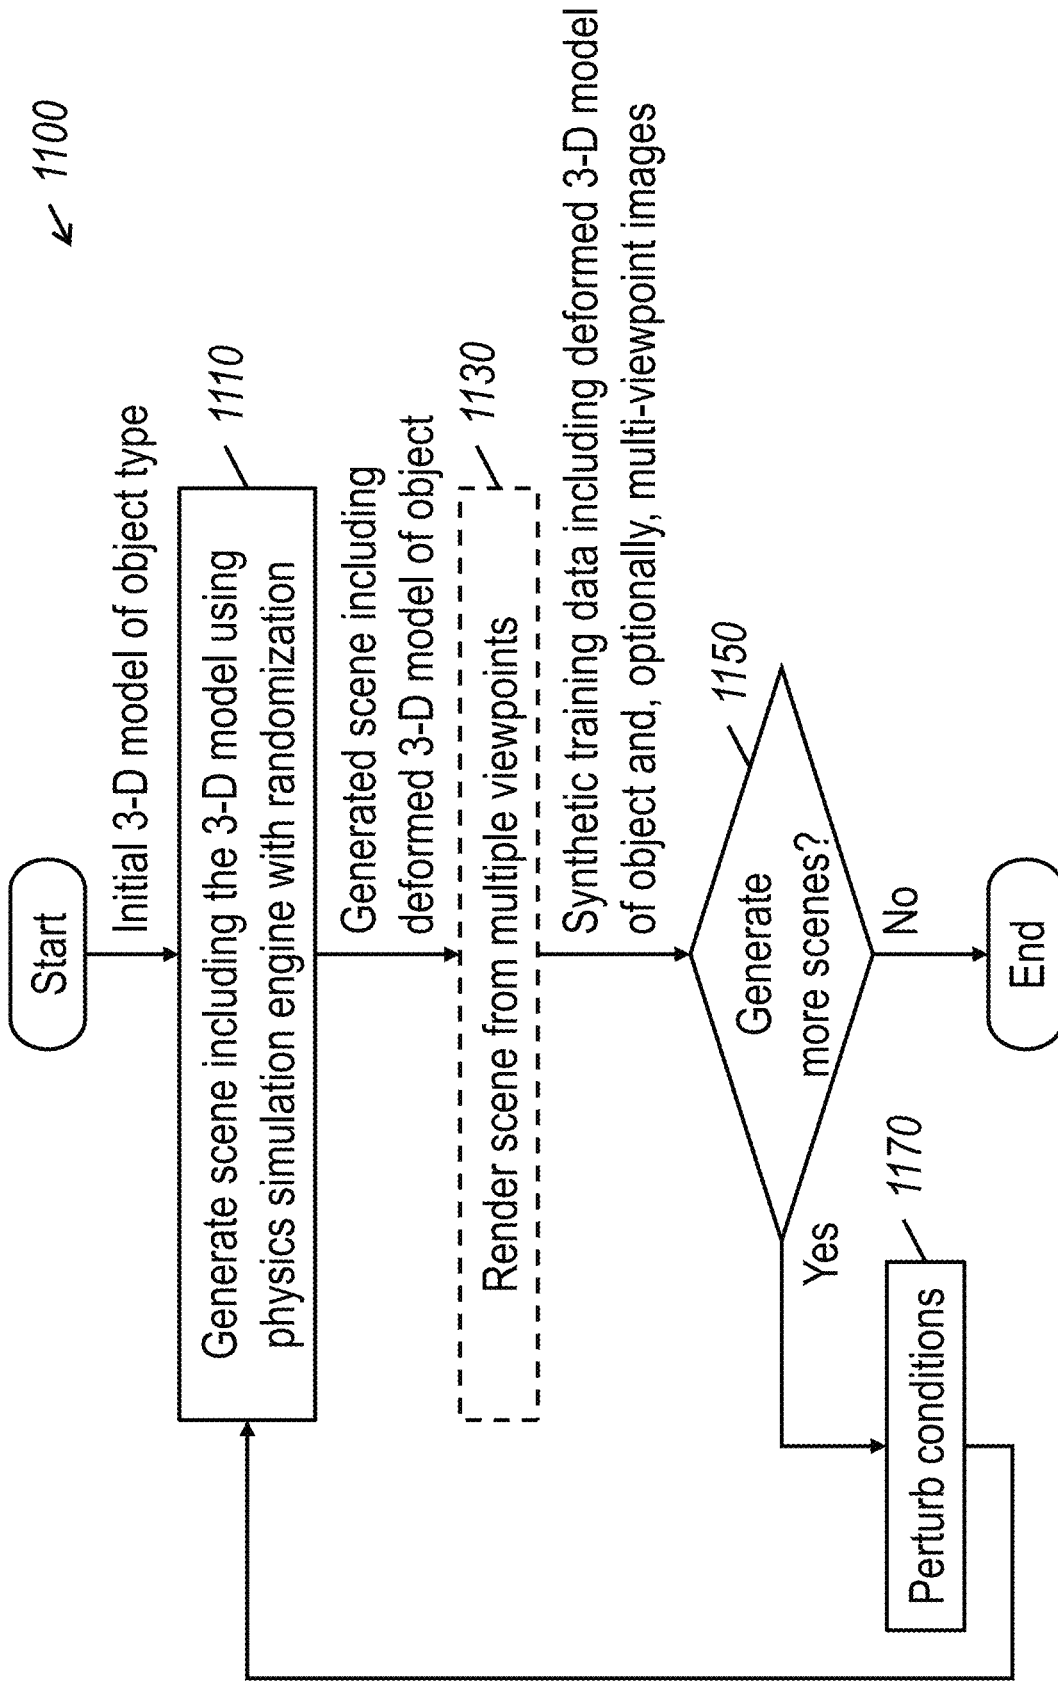 1100
Start
Initial 3-D model of object type
1110
Generate scene including the 3-D model using
physics simulation engine with randomization
Generated scene including
deformed 3-D model of object
1130
Render scene from multiple viewpoints
Synthetic training data including deformed 3-D model
of object and, optionally, multi-viewpoint images
1150
Generate
more scenes?
Yes
No
1170
Perturb conditions
End